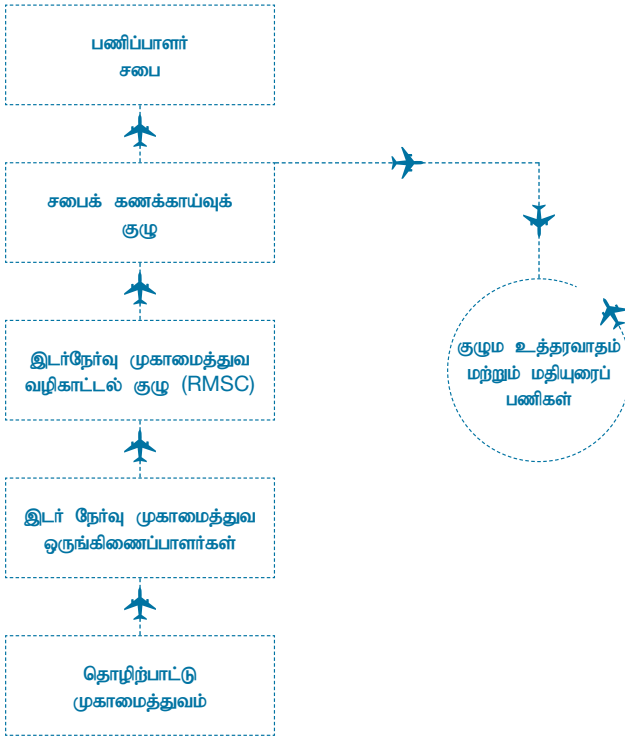 பணிப்பாளர்
சபை
சபைக் கணக்காய்வுக்
குழு
இடர்நேர்வு முகாமைத்துவ
வழிகாட்டல் குழு (RMSC)
குழும உத்தரவாதம்
மற்றும் மதியுரைப்
பணிகள்
இடர் நேர்வு முகாமைத்துவ
ஒருங்கிணைப்பாளர்கள்
தொழிற்பாட்டு
முகாமைத்துவம்